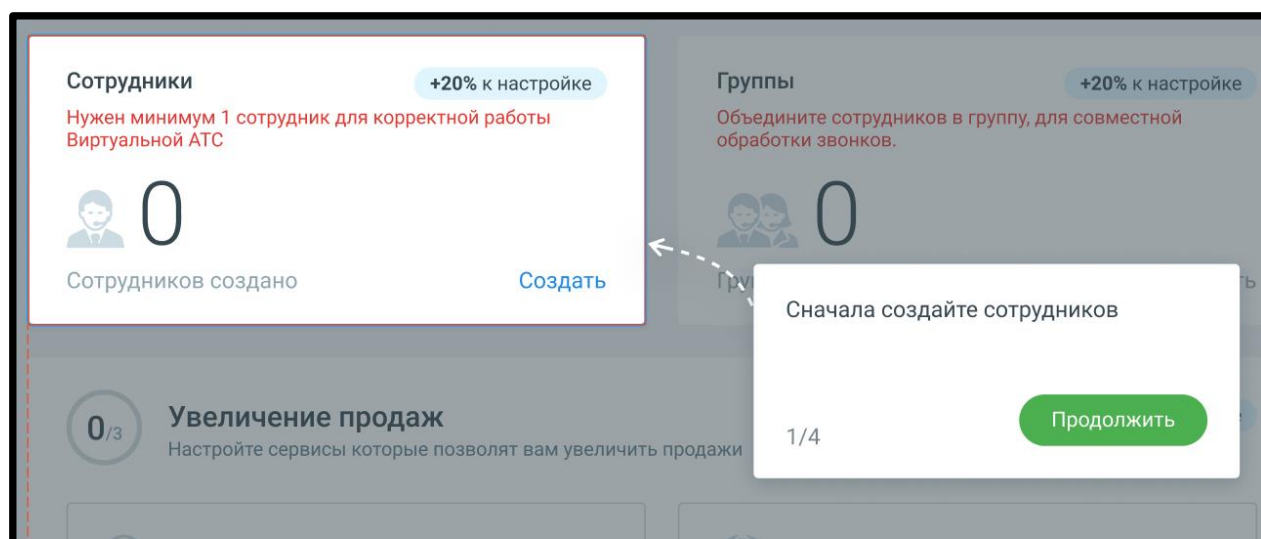 Сотрудники
+20% к настройке
Нужен минимум 1 сотрудник для корректной работы
Виртуальной АТС
0
Сотрудников создано
Создать
Группы
+20% к настройке
Объедините сотрудников в группу, для совместной
обработки звонков.
0
Сначала создайте сотрудников
1/4
Продолжить
0/3
Увеличение продаж
Настройте сервисы которые позволят вам увеличить продажи